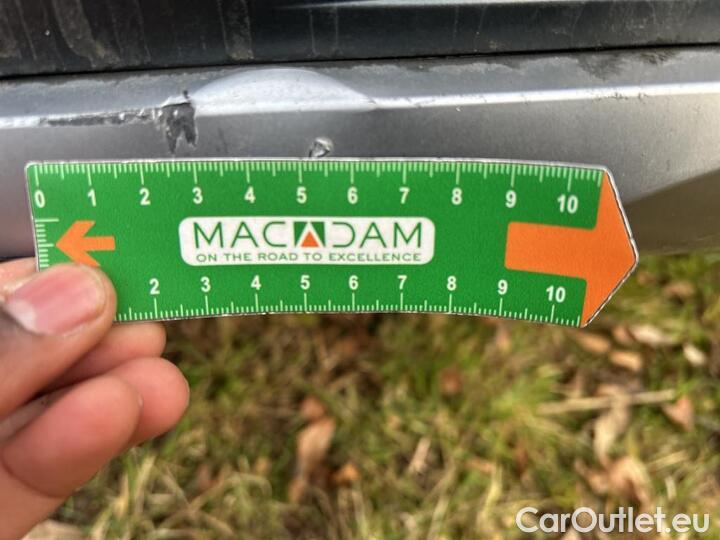 0 1 2 3 4 5 6 7 8 9 10
MACADAM
ON THE ROAD TO EXCELLENCE
2 3 4 5 6 7 8 9 10
CarOutlet.eu